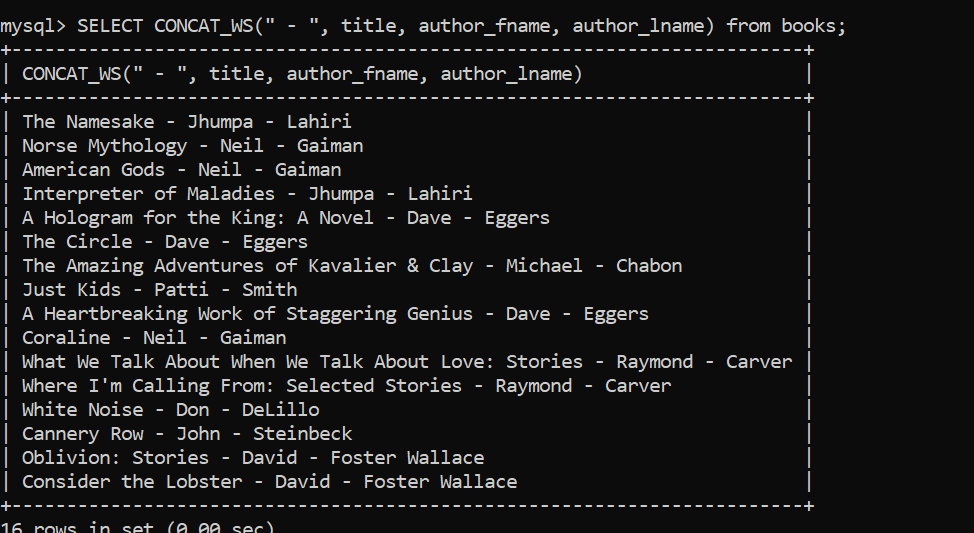 mysql> SELECT CONCAT_WS(" - ", title, author_fname, author_lname) from books;
+------------------------------------------------------------------------+
| CONCAT_WS(" - ", title, author_fname, author_lname)                    |
+------------------------------------------------------------------------+
| The Namesake - Jhumpa - Lahiri                                         |
| Norse Mythology - Neil - Gaiman                                        |
| American Gods - Neil - Gaiman                                          |
| Interpreter of Maladies - Jhumpa - Lahiri                              |
| A Hologram for the King: A Novel - Dave - Eggers                       |
| The Circle - Dave - Eggers                                             |
| The Amazing Adventures of Kavalier & Clay - Michael - Chabon           |
| Just Kids - Patti - Smith                                              |
| A Heartbreaking Work of Staggering Genius - Dave - Eggers              |
| Coraline - Neil - Gaiman                                               |
| What We Talk About When We Talk About Love: Stories - Raymond - Carver |
| Where I'm Calling From: Selected Stories - Raymond - Carver            |
| White Noise - Don - DeLillo                                            |
| Cannery Row - John - Steinbeck                                         |
| Oblivion: Stories - David - Foster Wallace                             |
| Consider the Lobster - David - Foster Wallace                          |
+------------------------------------------------------------------------+
16 rows in set (0.00 sec)